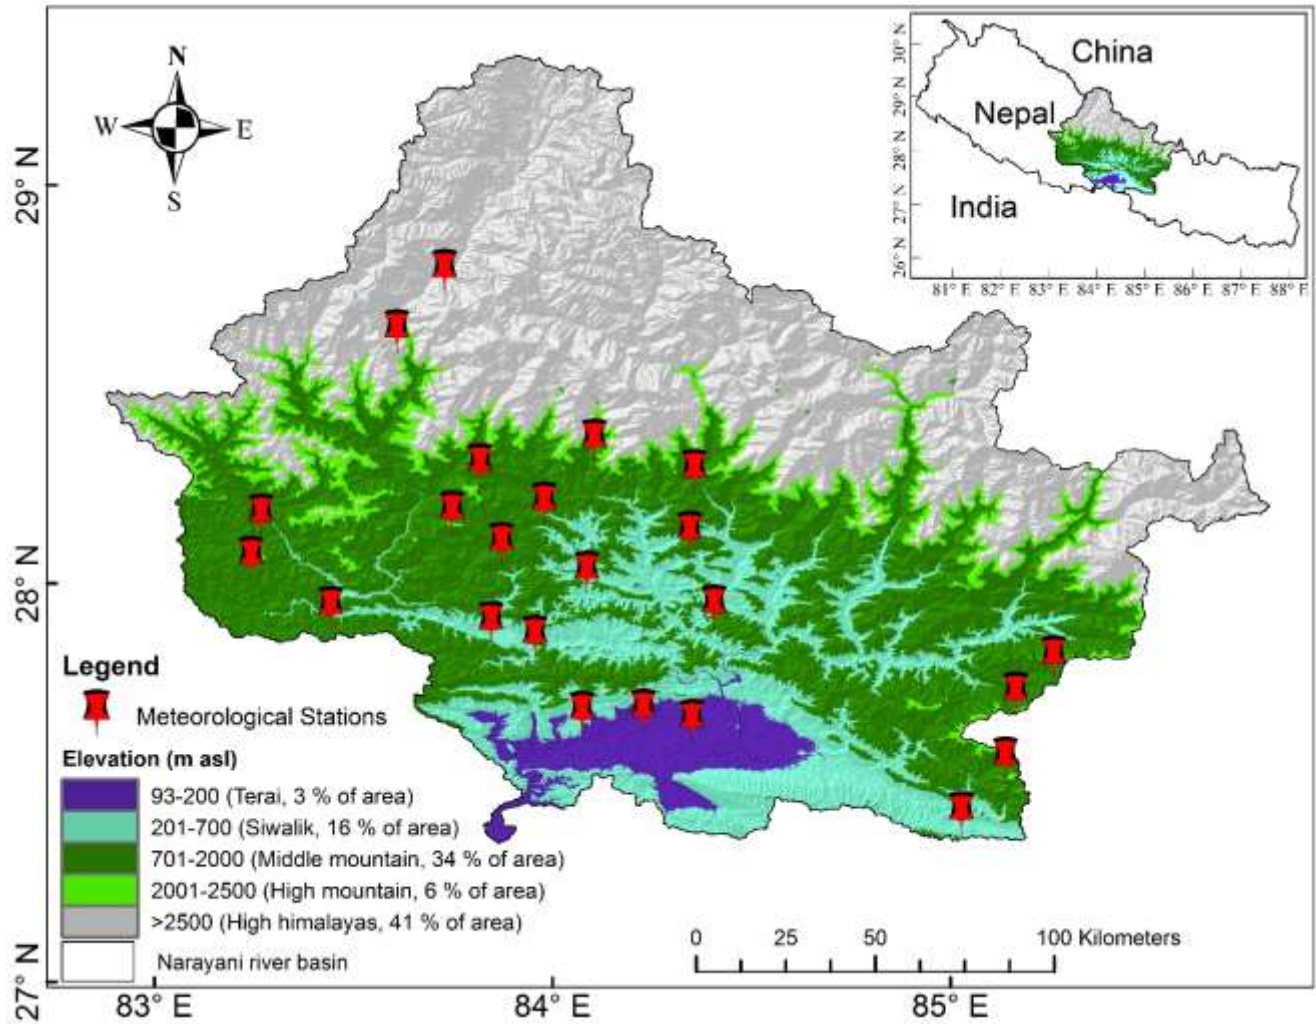 N
W E
S
29° N
28° N
27° N
83° E 84° E 85° E
China
Nepal
India
30° N
29° N
28° N
27° N
26° N
81° E 82° E 83° E 84° E 85° E 86° E 87° E 88° E
Legend
Meteorological Stations
Elevation (m asl)
93-200 (Terai, 3 % of area)
201-700 (Siwalik, 16 % of area)
701-2000 (Middle mountain, 34 % of area)
2001-2500 (High mountain, 6 % of area)
>2500 (High himalayas, 41 % of area)
Narayani river basin
0 25 50 100 Kilometers